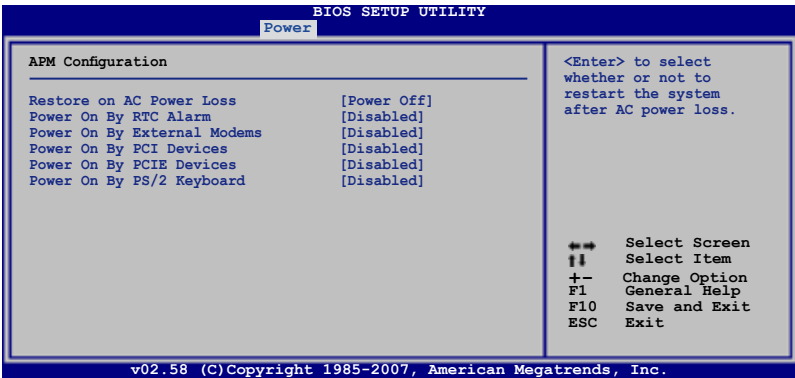 BIOS SETUP UTILITY
Power
APM Configuration
Restore on AC Power Loss [Power Off]
Power On By RTC Alarm [Disabled]
Power On By External Modems [Disabled]
Power On By PCI Devices [Disabled]
Power On By PCIE Devices [Disabled]
Power On By PS/2 Keyboard [Disabled]
<Enter> to select
whether or not to
restart the system
after AC power loss.
←→ Select Screen
↑↓ Select Item
+- Change Option
F1 General Help
F10 Save and Exit
ESC Exit
v02.58 (C)Copyright 1985-2007, American Megatrends, Inc.